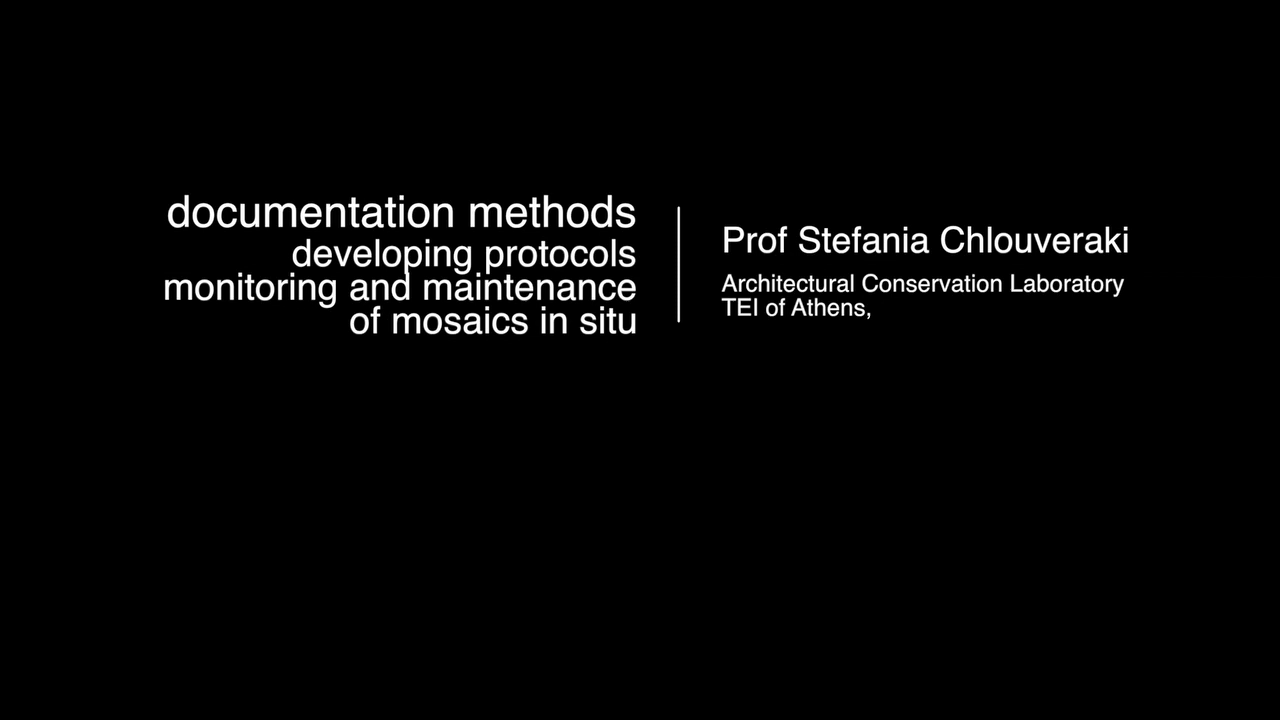 documentation methods
developing protocols
monitoring and maintenance
of mosaics in situ
Prof Stefania Chlouveraki
Architectural Conservation Laboratory
TEI of Athens,